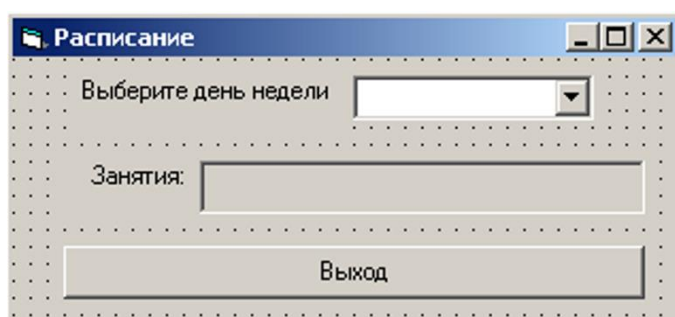 Расписание
Выберите день недели
Занятия:
Выход